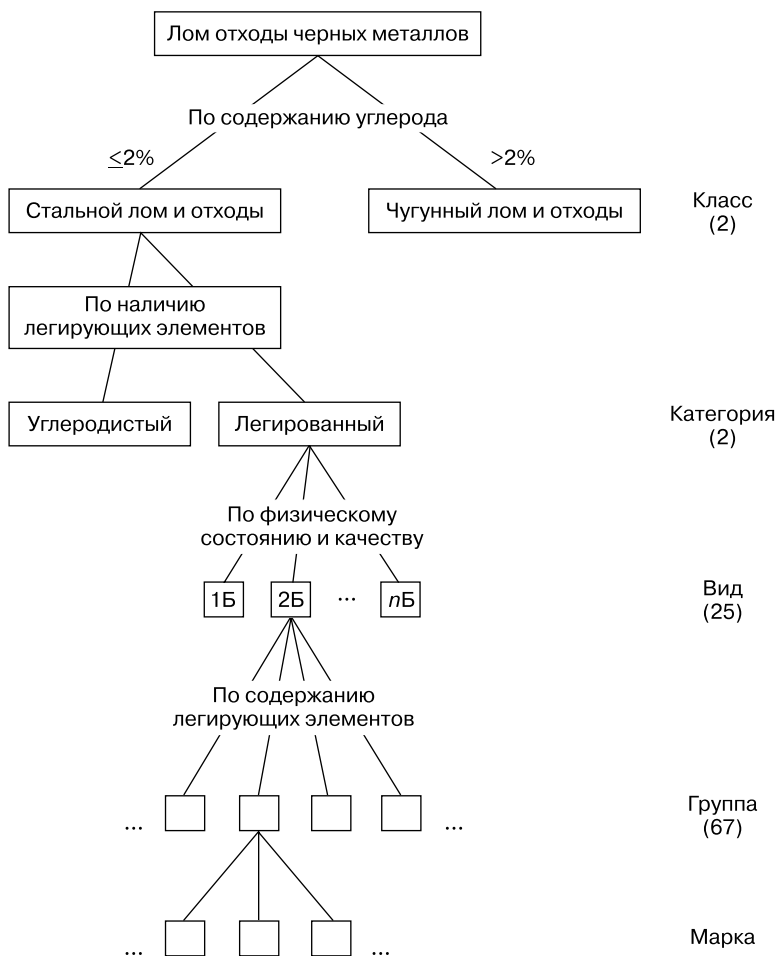 Лом отходы черных металлов
По содержанию углерода
≤2%
>2%
Стальной лом и отходы
Чугунный лом и отходы
Класс
(2)
По наличию
легирующих элементов
Углеродистый
Легированный
Категория
(2)
По физическому
состоянию и качеству
1Б
2Б
...
nБ
Вид
(25)
По содержанию
легирующих элементов
...
...
Группа
(67)
...
...
Марка